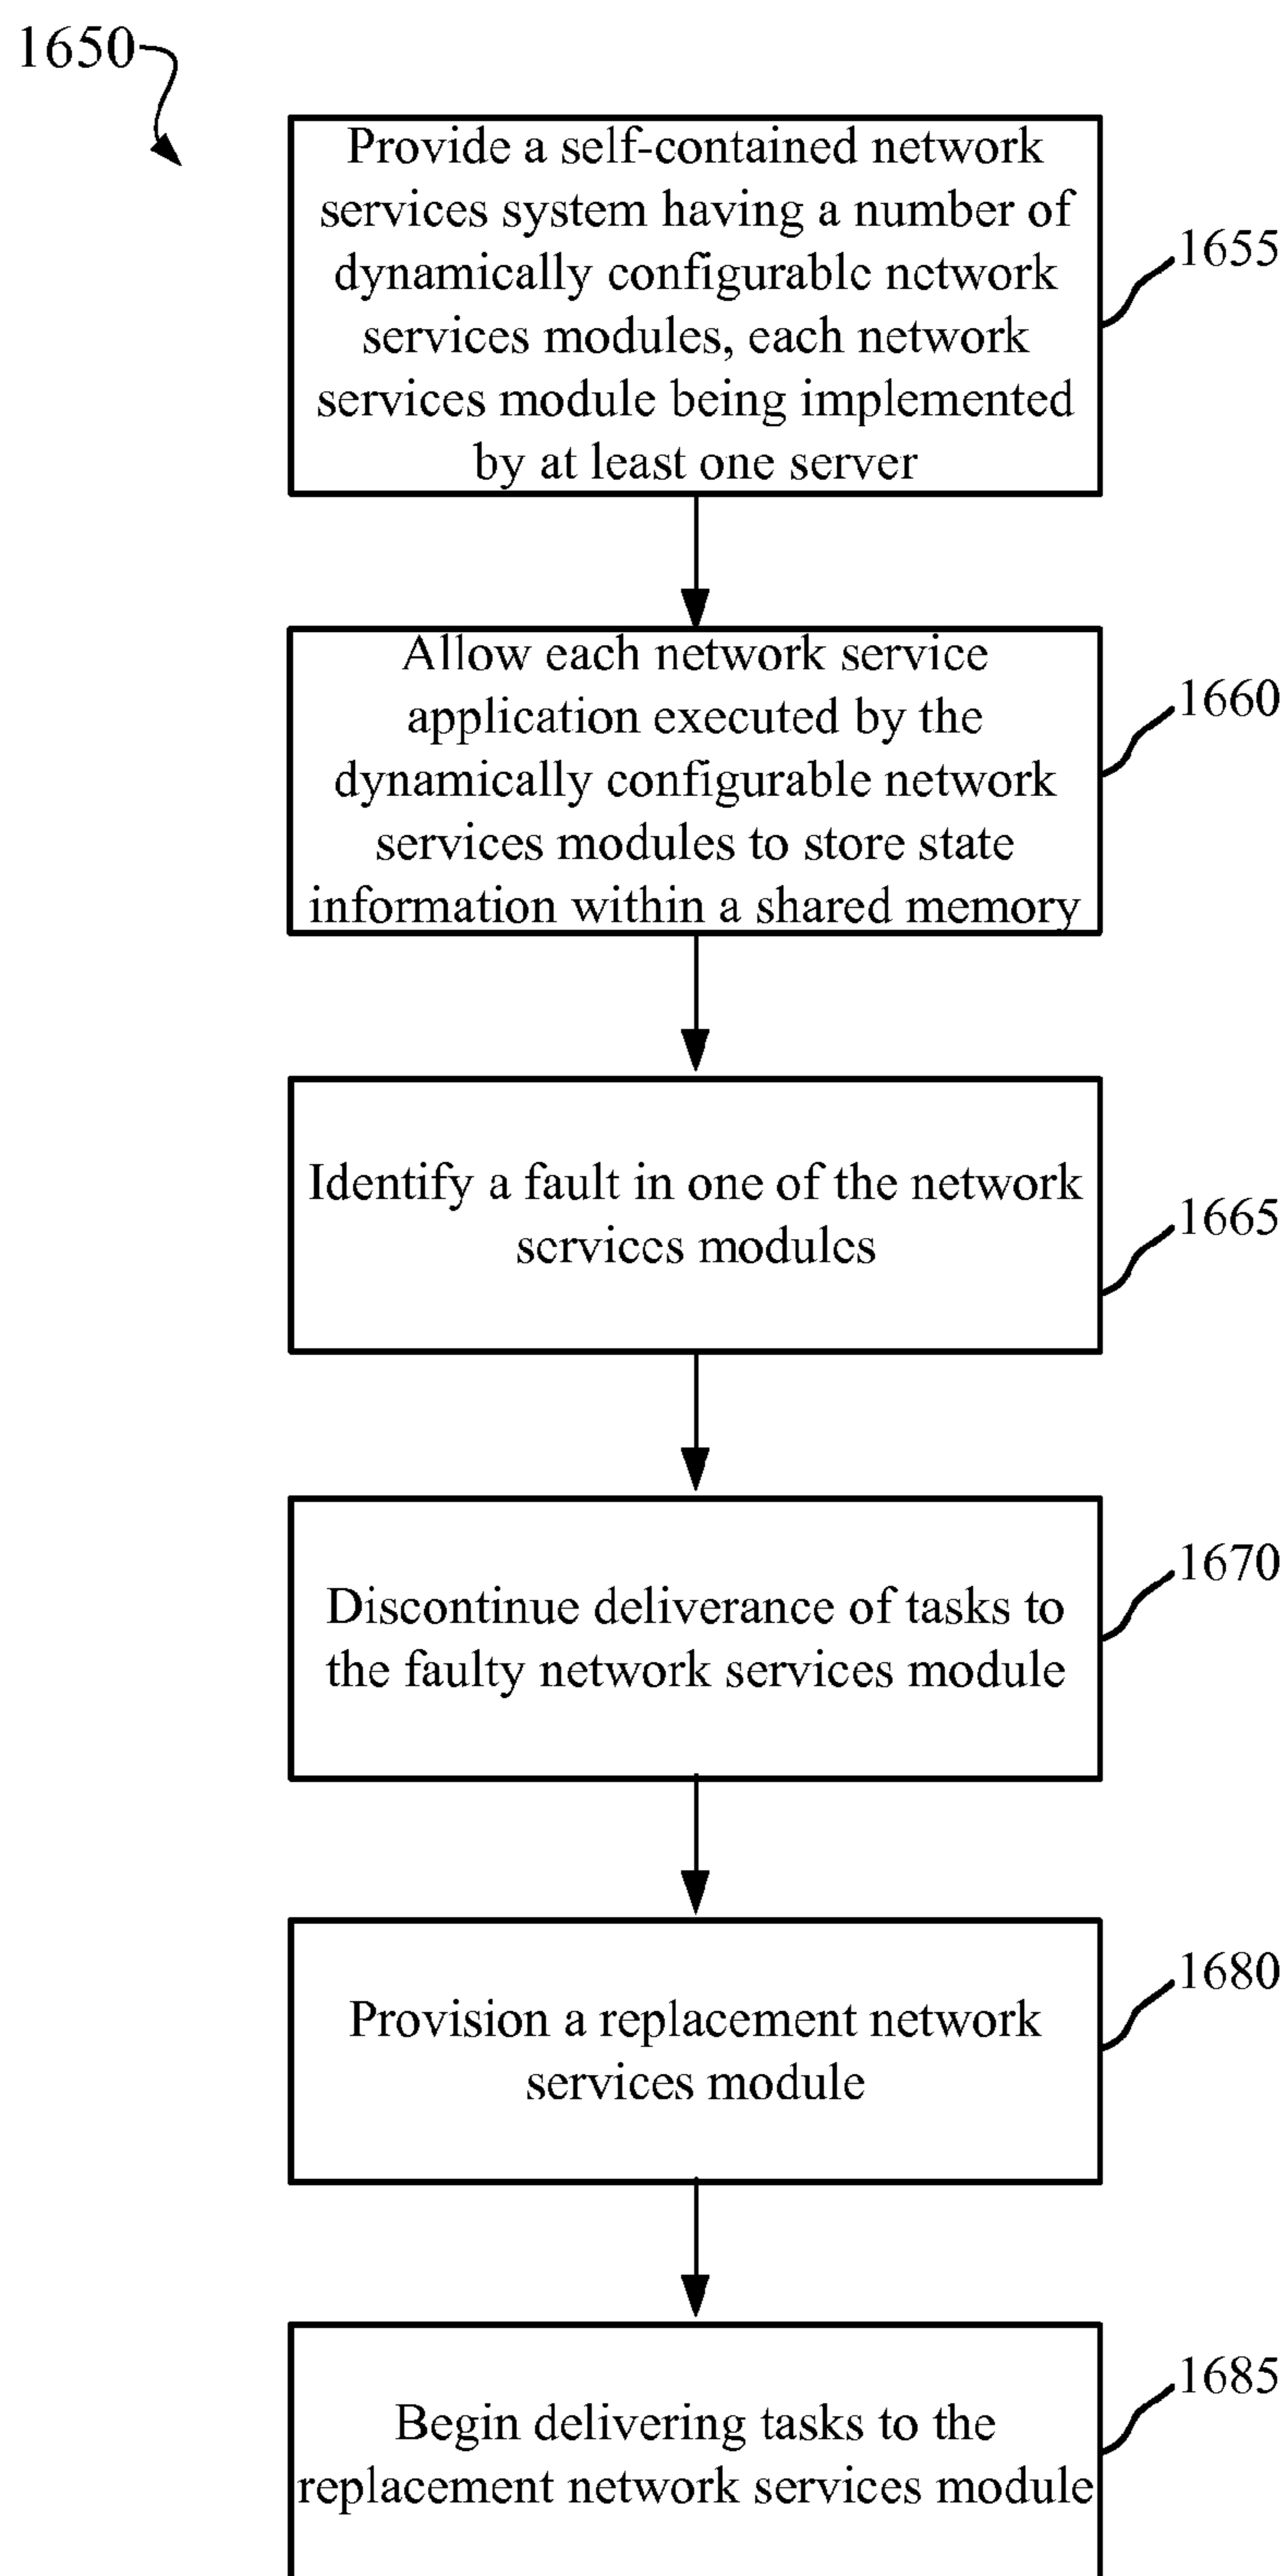 1650
Provide a self-contained network
services system having a number of
dynamically configurable network
services modules, each network
services module being implemented
by at least one server
1655
Allow each network service
application executed by the
dynamically configurable network
services modules to store state
information within a shared memory
1660
Identify a fault in one of the network
services modules
1665
Discontinue deliverance of tasks to
the faulty network services module
1670
Provision a replacement network
services module
1680
Begin delivering tasks to the
replacement network services module
1685